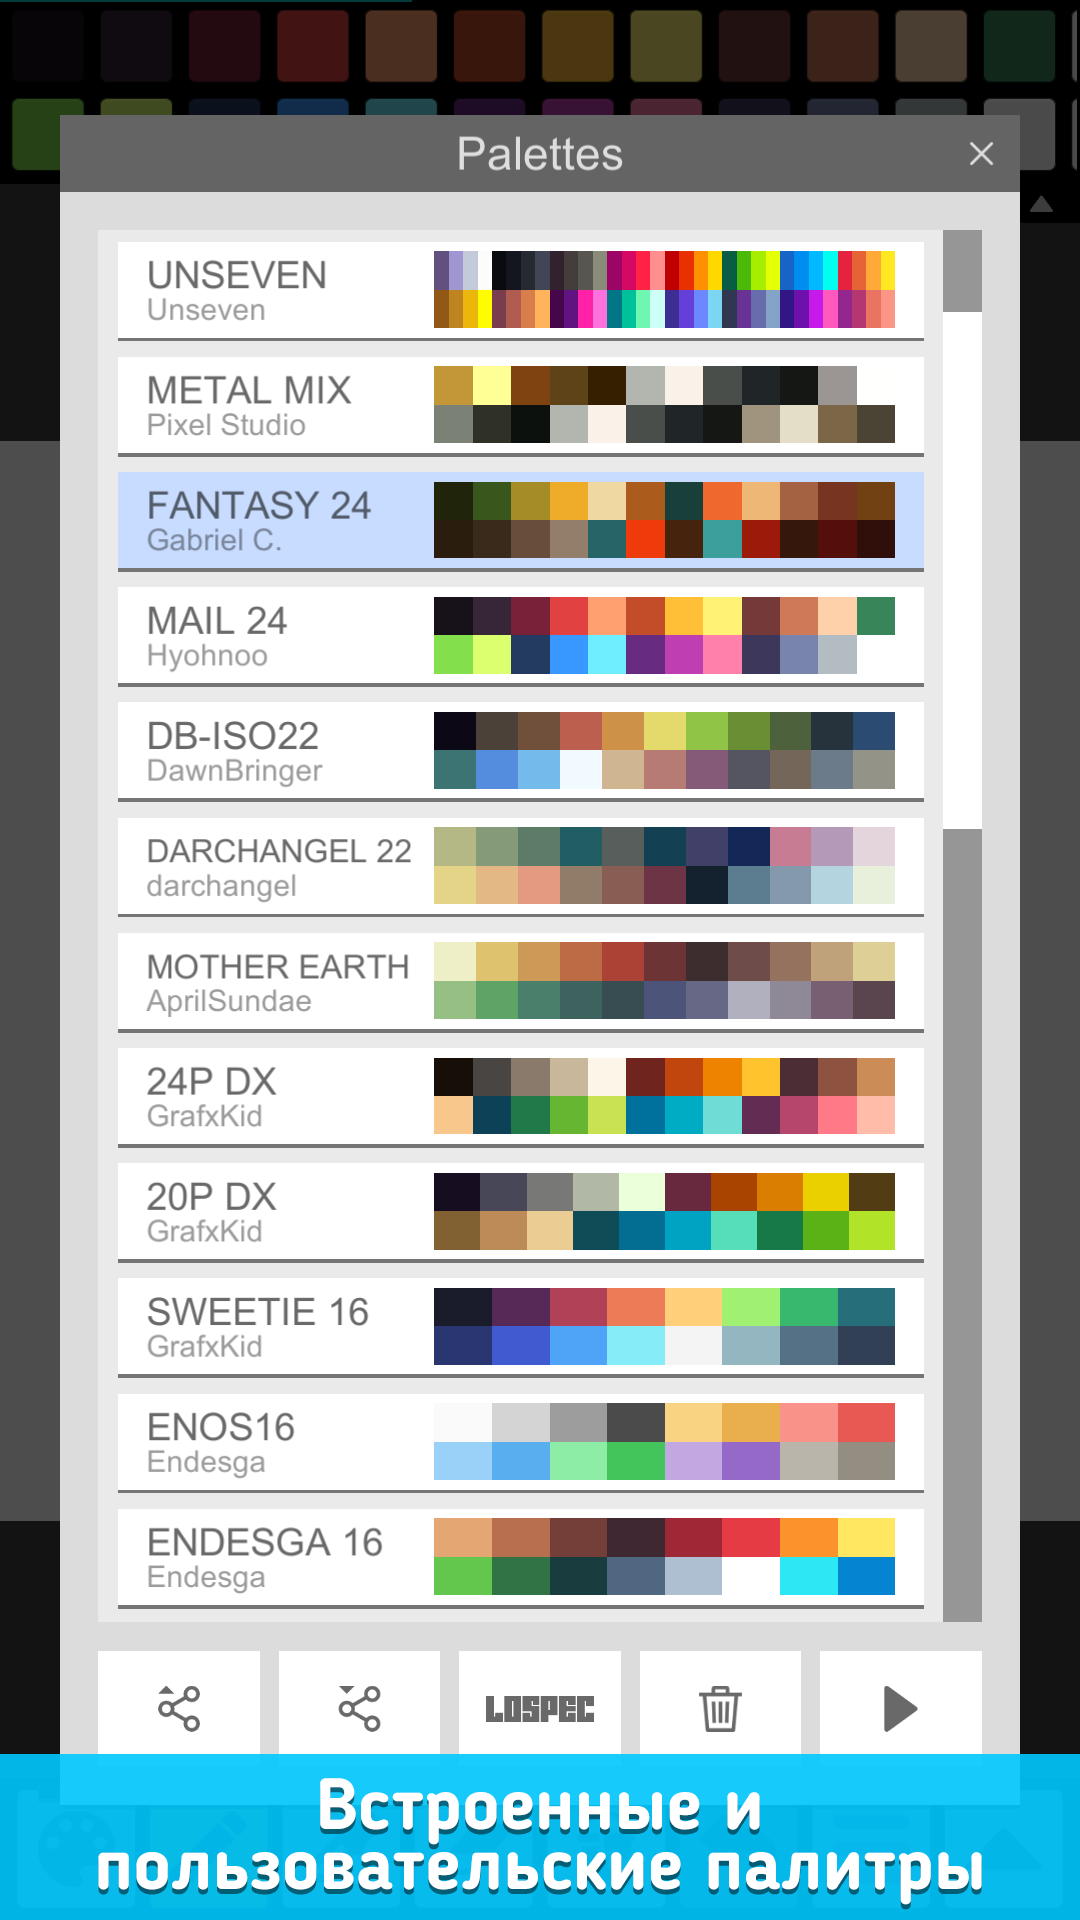 Palettes
UNSEVEN
Unseven
METAL MIX
Pixel Studio
FANTASY 24
Gabriel C.
MAIL 24
Hyohnoo
DB-ISO22
DawnBringer
DARCHANGEL 22
darchangel
MOTHER EARTH
AprilSundae
24P DX
GrafxKid
20P DX
GrafxKid
SWEETIE 16
GrafxKid
ENOS16
Endesga
ENDESGA 16
Endesga
LOSPEC
Встроенные и
пользовательские палитры